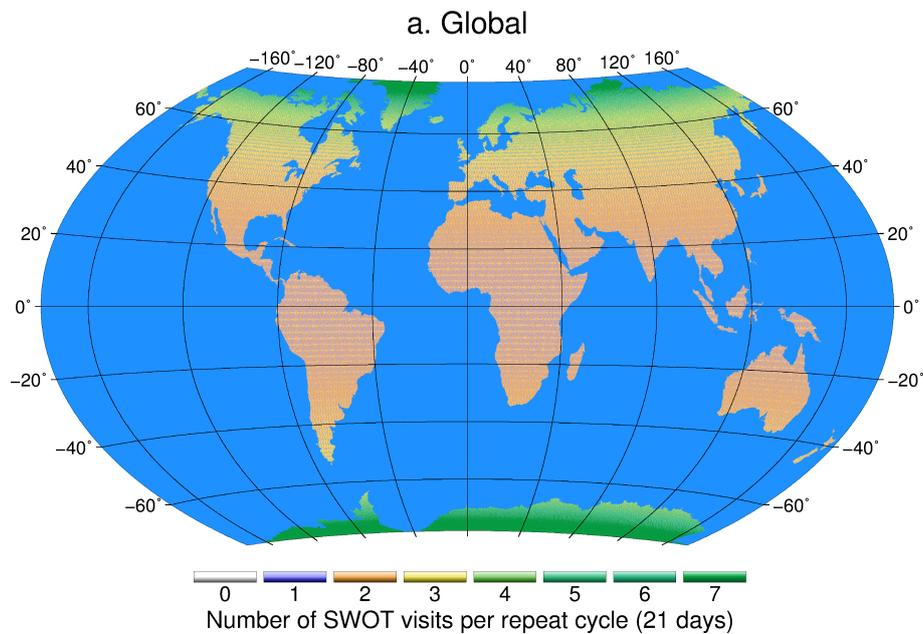 a. Global
−160° −120° −80° −40° 0° 40° 80° 120° 160°
60° 60°
40° 40°
20° 20°
0° 0°
−20° −20°
−40° −40°
−60° −60°
0 1 2 3 4 5 6 7
Number of SWOT visits per repeat cycle (21 days)